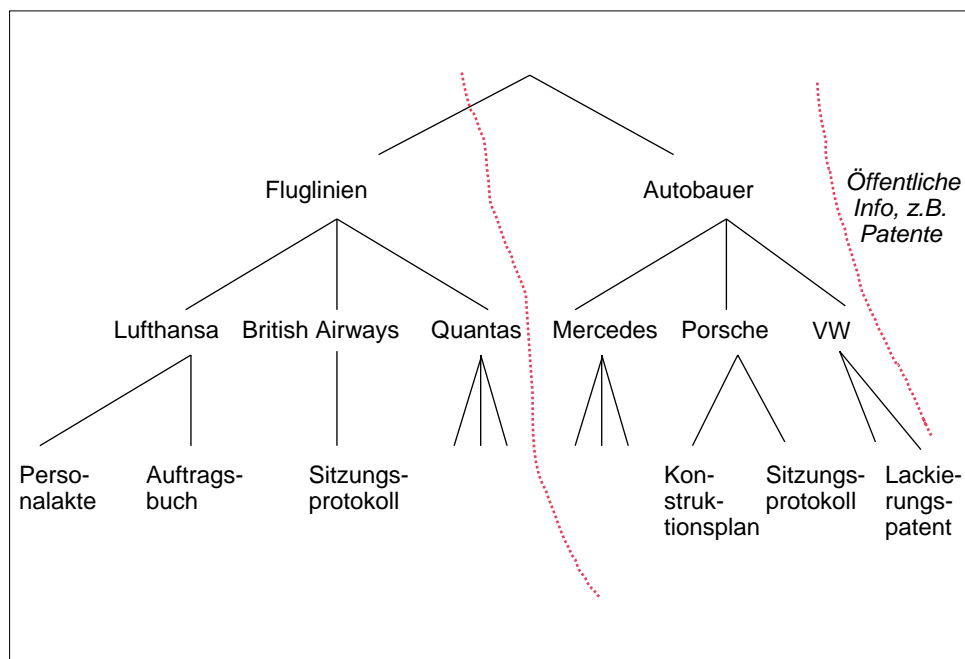 Fluglinien
Autobauer
Öffentliche
Info, z.B.
Patente
Lufthansa
British Airways
Quantas
Mercedes
Porsche
VW
Perso-
nalakte
Auftrags-
buch
Sitzungs-
protokoll
Kon-
struk-
tionsplan
Sitzungs-
protokoll
Lackie-
rungs-
patent